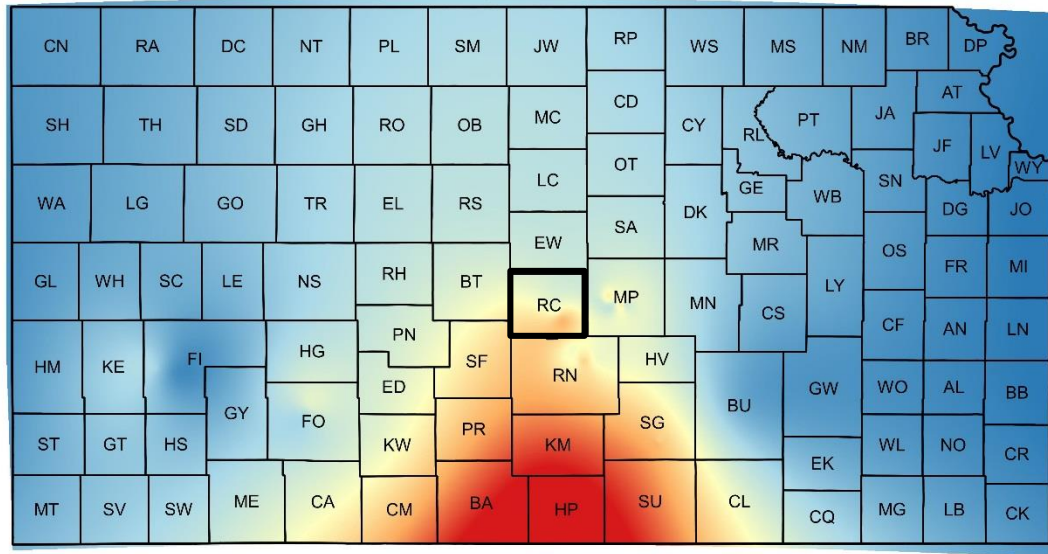 CN RA DC NT PL SM JW RP WS MS NM BR DP
SH TH SD GH RO OB MC CD CY RL PT JA AT
JF LV WY
LC OT GE SN
WA LG GO TR EL RS DK WB DG JO
EW SA MR OS
GL WH SC LE NS RH BT RC MP MN CS LY FR MI
HM KE FI HG PN SF RN HV CF AN LN
GY FO ED BU GW WO AL BB
ST GT HS KW PR KM SG EK WL NO CR
MT SV SW ME CA CM BA HP SU CL CQ MG LB CK